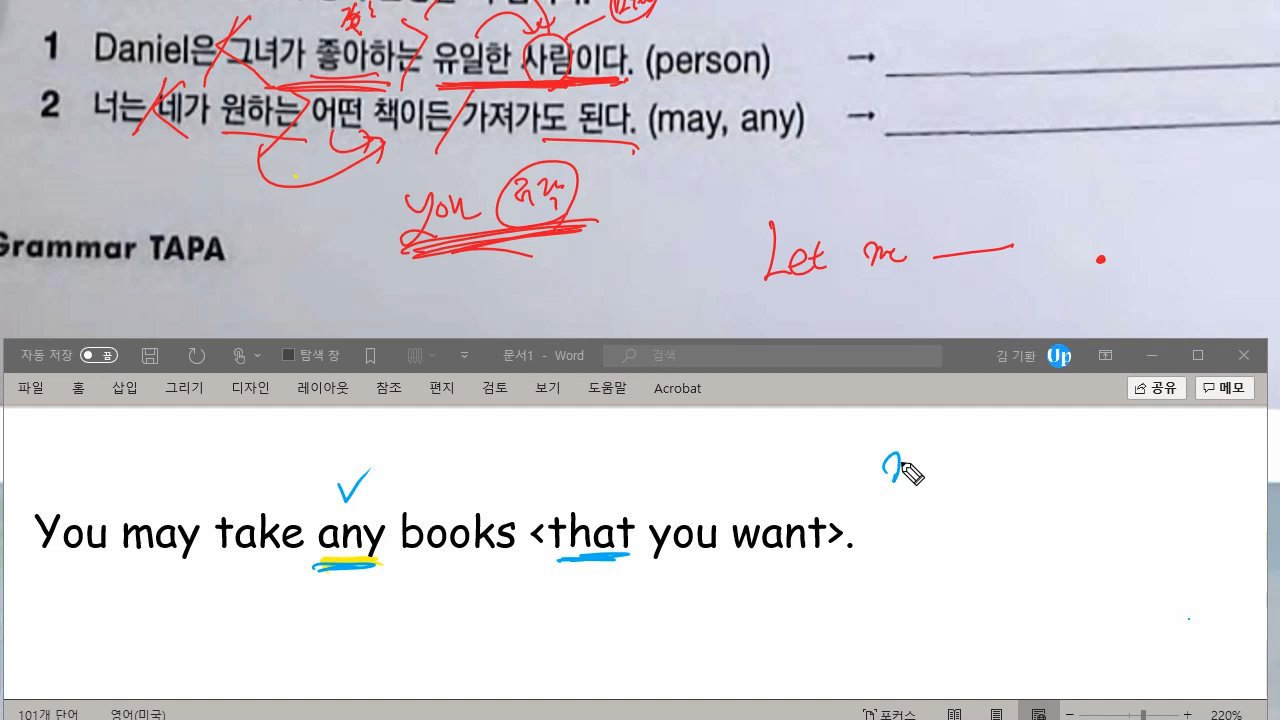 1 Daniel은 그녀가 좋아하는 유일한 사람이다. (person) →
2 너는 네가 원하는 어떤 책이든 가져가도 된다. (may, any) →
you
Grammar TAPA
Let me
자동 저장 끔 탐색 창 문서1 - Word 검색 김 기환 Up
파일 홈 삽입 그리기 디자인 레이아웃 참조 편지 검토 보기 도움말 Acrobat 공유 메모
You may take any books <that you want>.
101개 단어 영어(미국) 포커스 220%